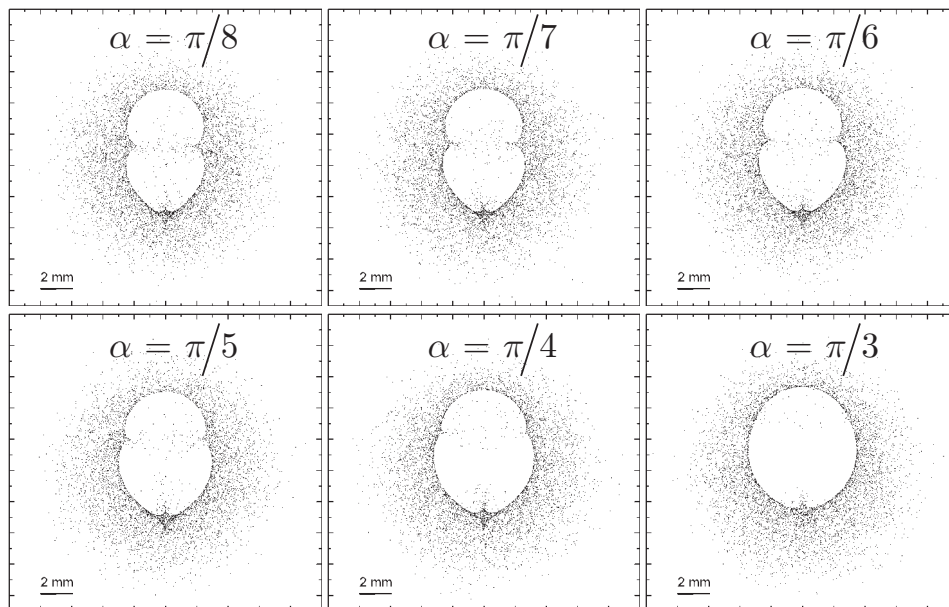 α = π/8
α = π/7
α = π/6
2 mm
2 mm
2 mm
α = π/5
α = π/4
α = π/3
2 mm
2 mm
2 mm